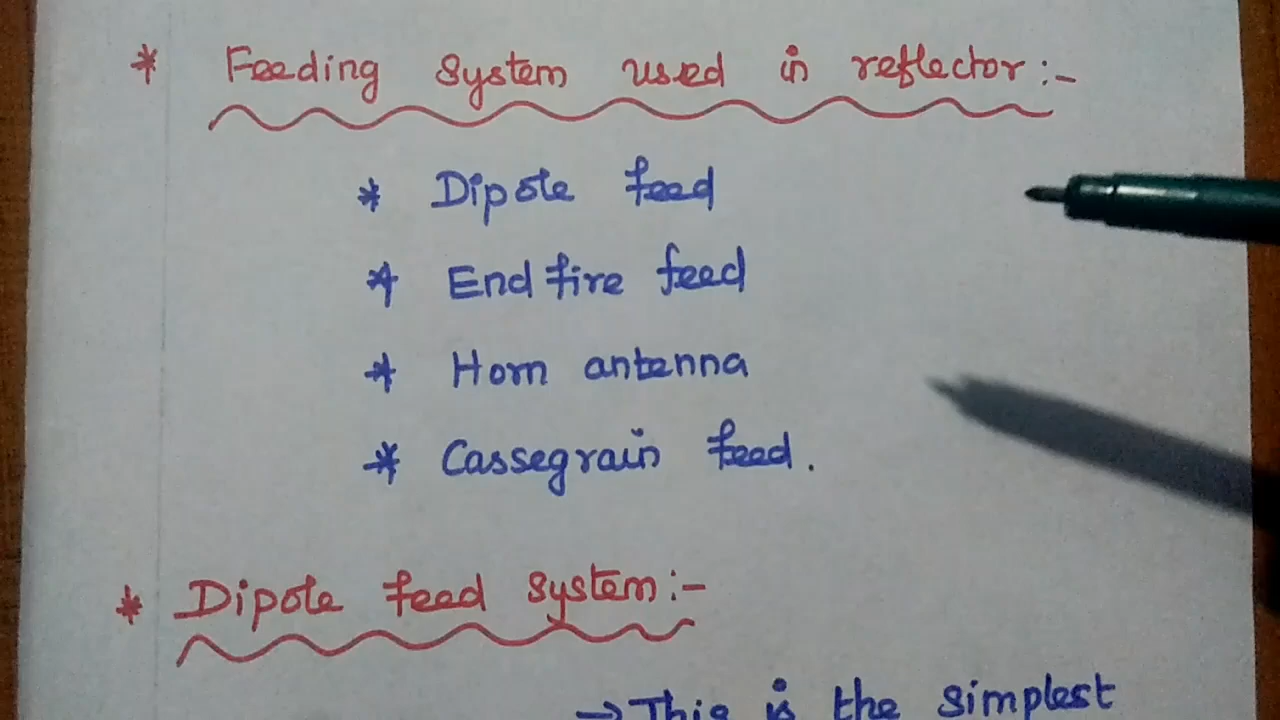 * Feeding system used in reflector:-
* Dipole feed
* End fire feed
* Horn antenna
* Cassegrain feed.
* Dipole feed system:-
→ This is the simplest